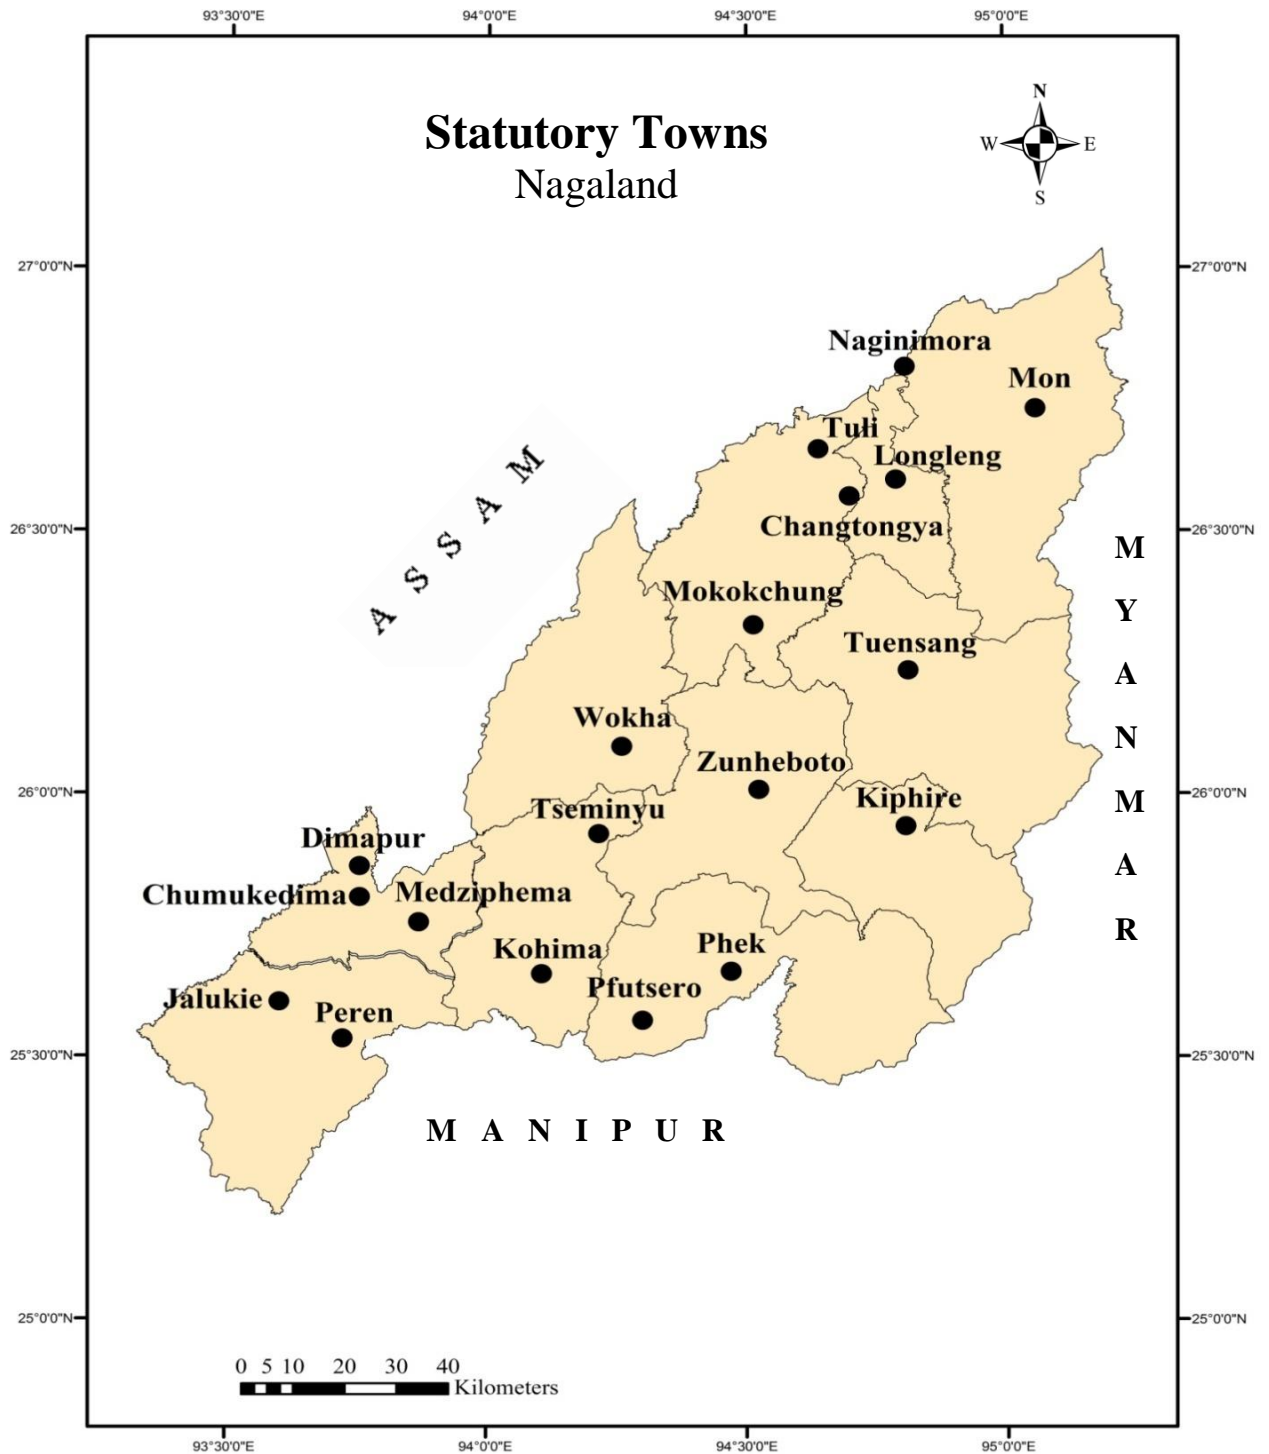 93°30'0"E 94°0'0"E 94°30'0"E 95°0'0"E
Statutory Towns
Nagaland
N
W E
S
27°0'0"N 27°0'0"N
Naginimora
Mon
Tuli
Longleng
Changtongya
ASSAM
26°30'0"N 26°30'0"N
MYANMAR
Mokokchung
Tuensang
Wokha
Zunheboto
Kiphire
26°0'0"N 26°0'0"N
Tseminyu
Dimapur
Chumukedima
Medziphema
Kohima
Phek
Pfutsero
Jalukie
Peren
25°30'0"N 25°30'0"N
MANIPUR
25°0'0"N 25°0'0"N
0 5 10 20 30 40
Kilometers
93°30'0"E 94°0'0"E 94°30'0"E 95°0'0"E